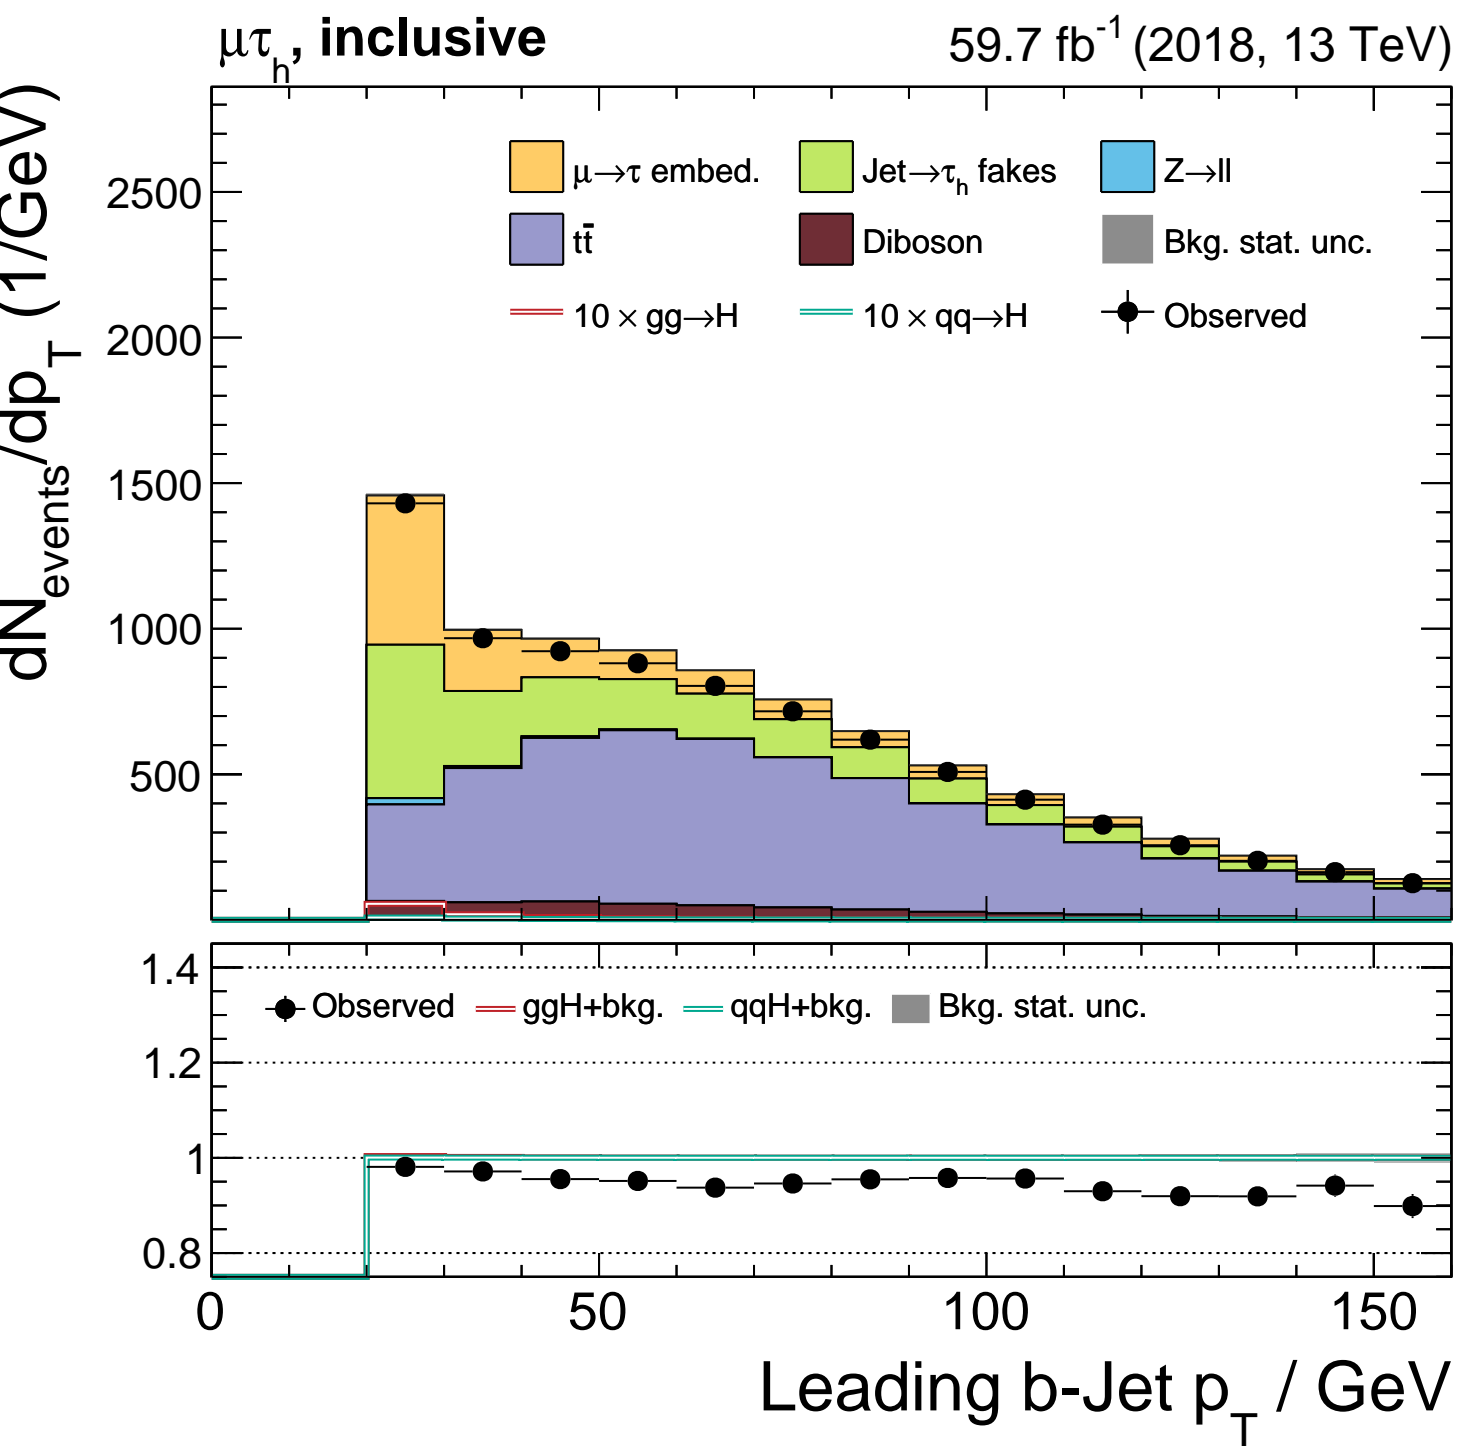 μτh, inclusive
59.7 fb-1 (2018, 13 TeV)
dNevents/dpT (1/GeV)
2500
2000
1500
1000
500
μ→τ embed.
Jet→τh fakes
Z→ll
tt̄
Diboson
Bkg. stat. unc.
10 × gg→H
10 × qq→H
Observed
1.4
1.2
1
0.8
Observed
ggH+bkg.
qqH+bkg.
Bkg. stat. unc.
0
50
100
150
Leading b-Jet pT / GeV